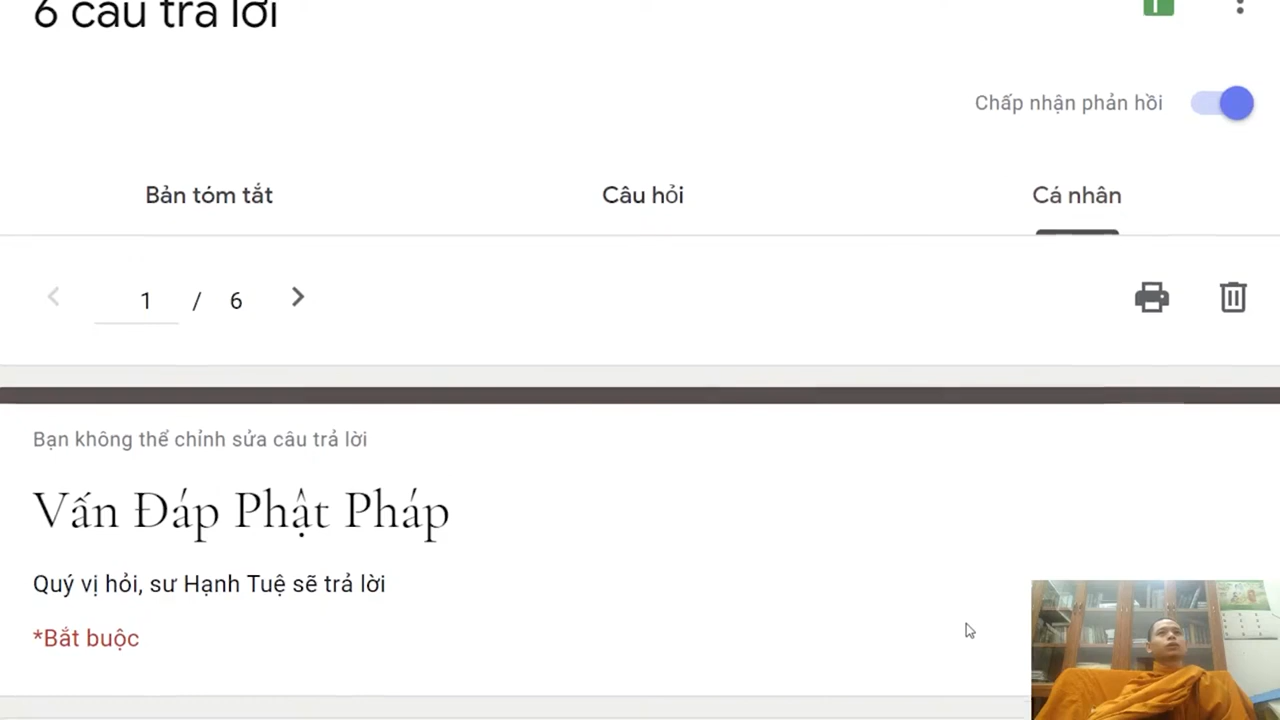 6 câu trả lời
Chấp nhận phản hồi
Bản tóm tắt
Câu hỏi
Cá nhân
1 / 6
Bạn không thể chỉnh sửa câu trả lời
Vấn Đáp Phật Pháp
Quý vị hỏi, sư Hạnh Tuệ sẽ trả lời
*Bắt buộc